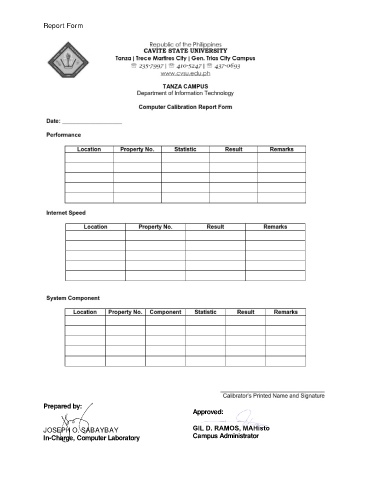 Report Form
Republic of the Philippines
CAVITE STATE UNIVERSITY
Tanza | Trece Martires City | Gen. Trias City Campus
☏ 235-7997 | ☏ 410-5247 | ☏ 437-0693
www.cvsu.edu.ph
TANZA CAMPUS
Department of Information Technology
Computer Calibration Report Form
Date: ____________________
Performance
Location Property No. Statistic Result Remarks
Internet Speed
Location Property No. Result Remarks
System Component
Location Property No. Component Statistic Result Remarks
Calibrator's Printed Name and Signature
Prepared by:
JOSEPH O. SABAYBAY
In-Charge, Computer Laboratory
Approved:
GIL D. RAMOS, MAHisto
Campus Administrator